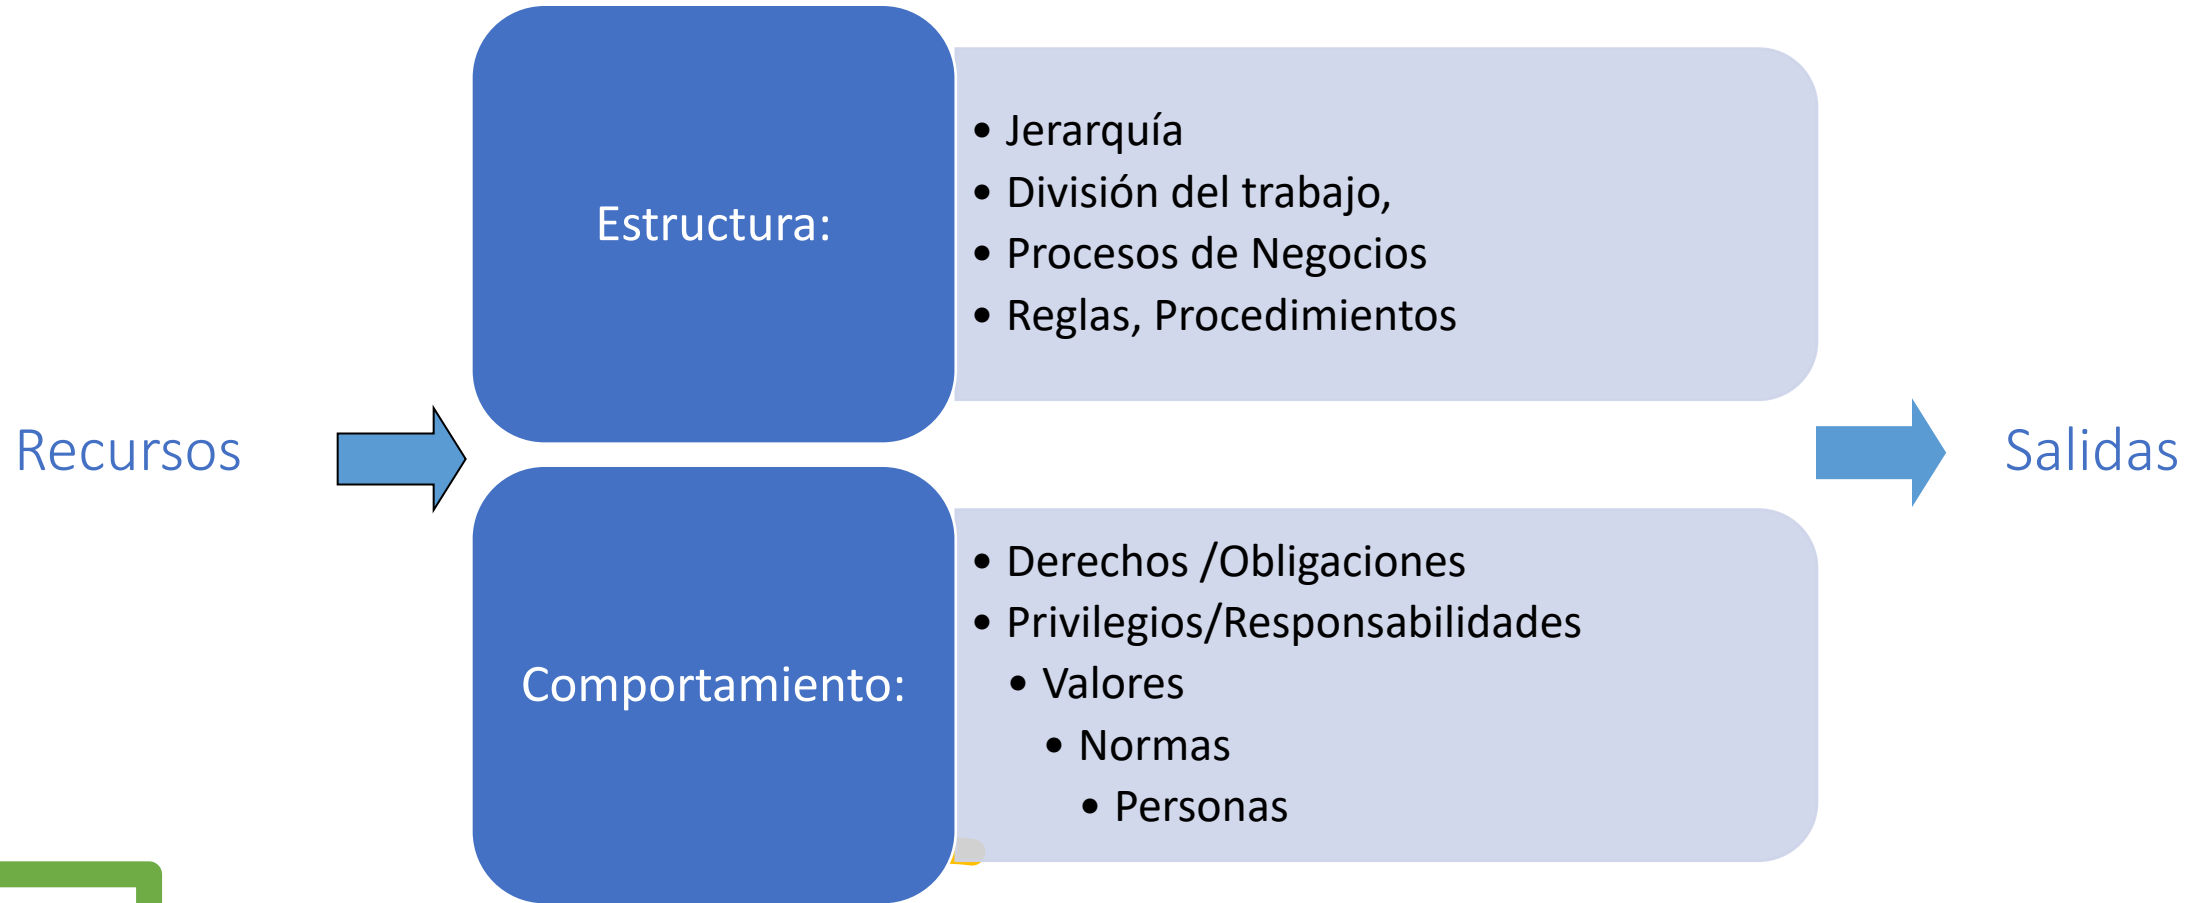 Recursos
Estructura:
• Jerarquía
• División del trabajo,
• Procesos de Negocios
• Reglas, Procedimientos
Comportamiento:
• Derechos /Obligaciones
• Privilegios/Responsabilidades
• Valores
• Normas
• Personas
Salidas